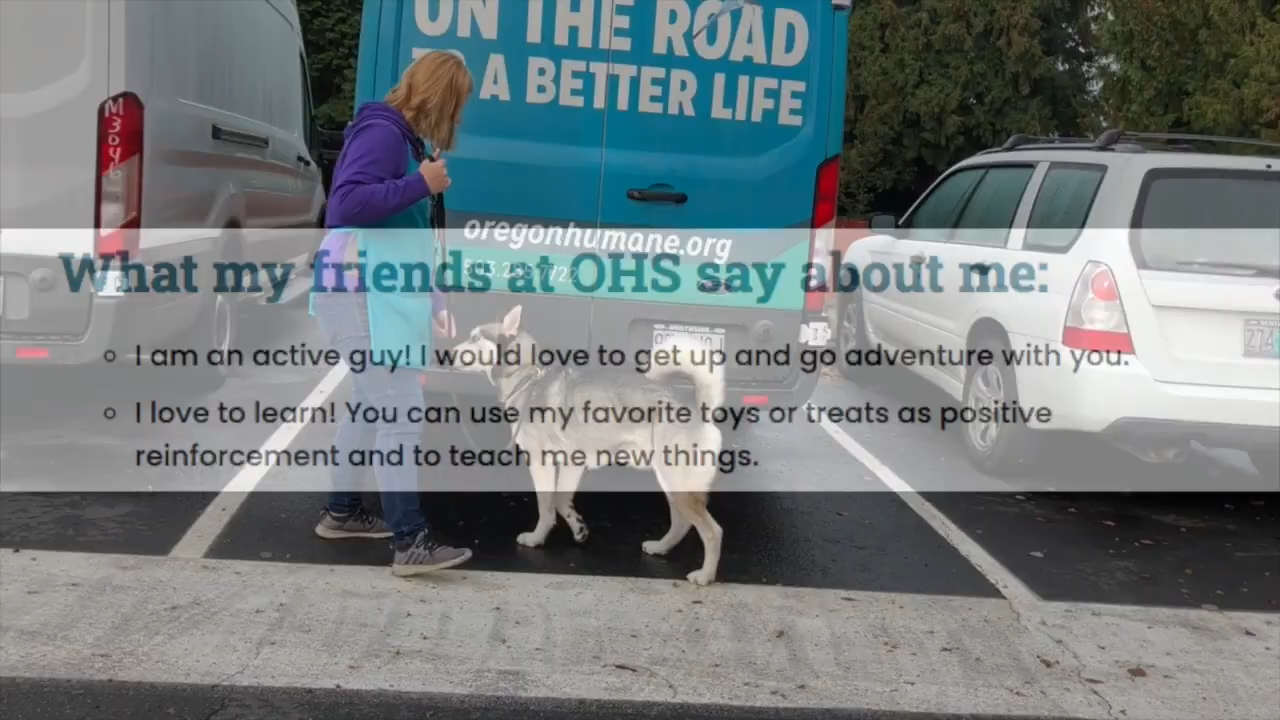 ON THE ROAD
TO A BETTER LIFE
M3046
oregonhumane.org
What my friends at OHS say about me:
I am an active guy! I would love to get up and go adventure with you.
I love to learn! You can use my favorite toys or treats as positive
reinforcement and to teach me new things.